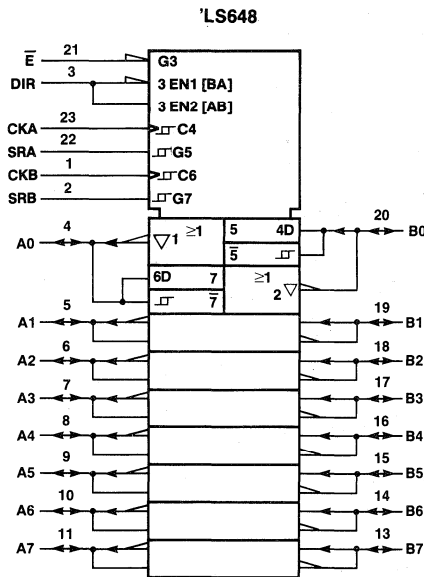 'LS648
E̅ 21 G3
DIR 3 3 EN1 [BA]
3 EN2 [AB]
CKA 23 C4
SRA 22 G5
CKB 1 C6
SRB 2 G7
A0 4 ▽1 ≥1 5 4D 20 B0
5̅
6D 7 ≥1
7̅ 2▽
A1 5 19 B1
A2 6 18 B2
A3 7 17 B3
A4 8 16 B4
A5 9 15 B5
A6 10 14 B6
A7 11 13 B7